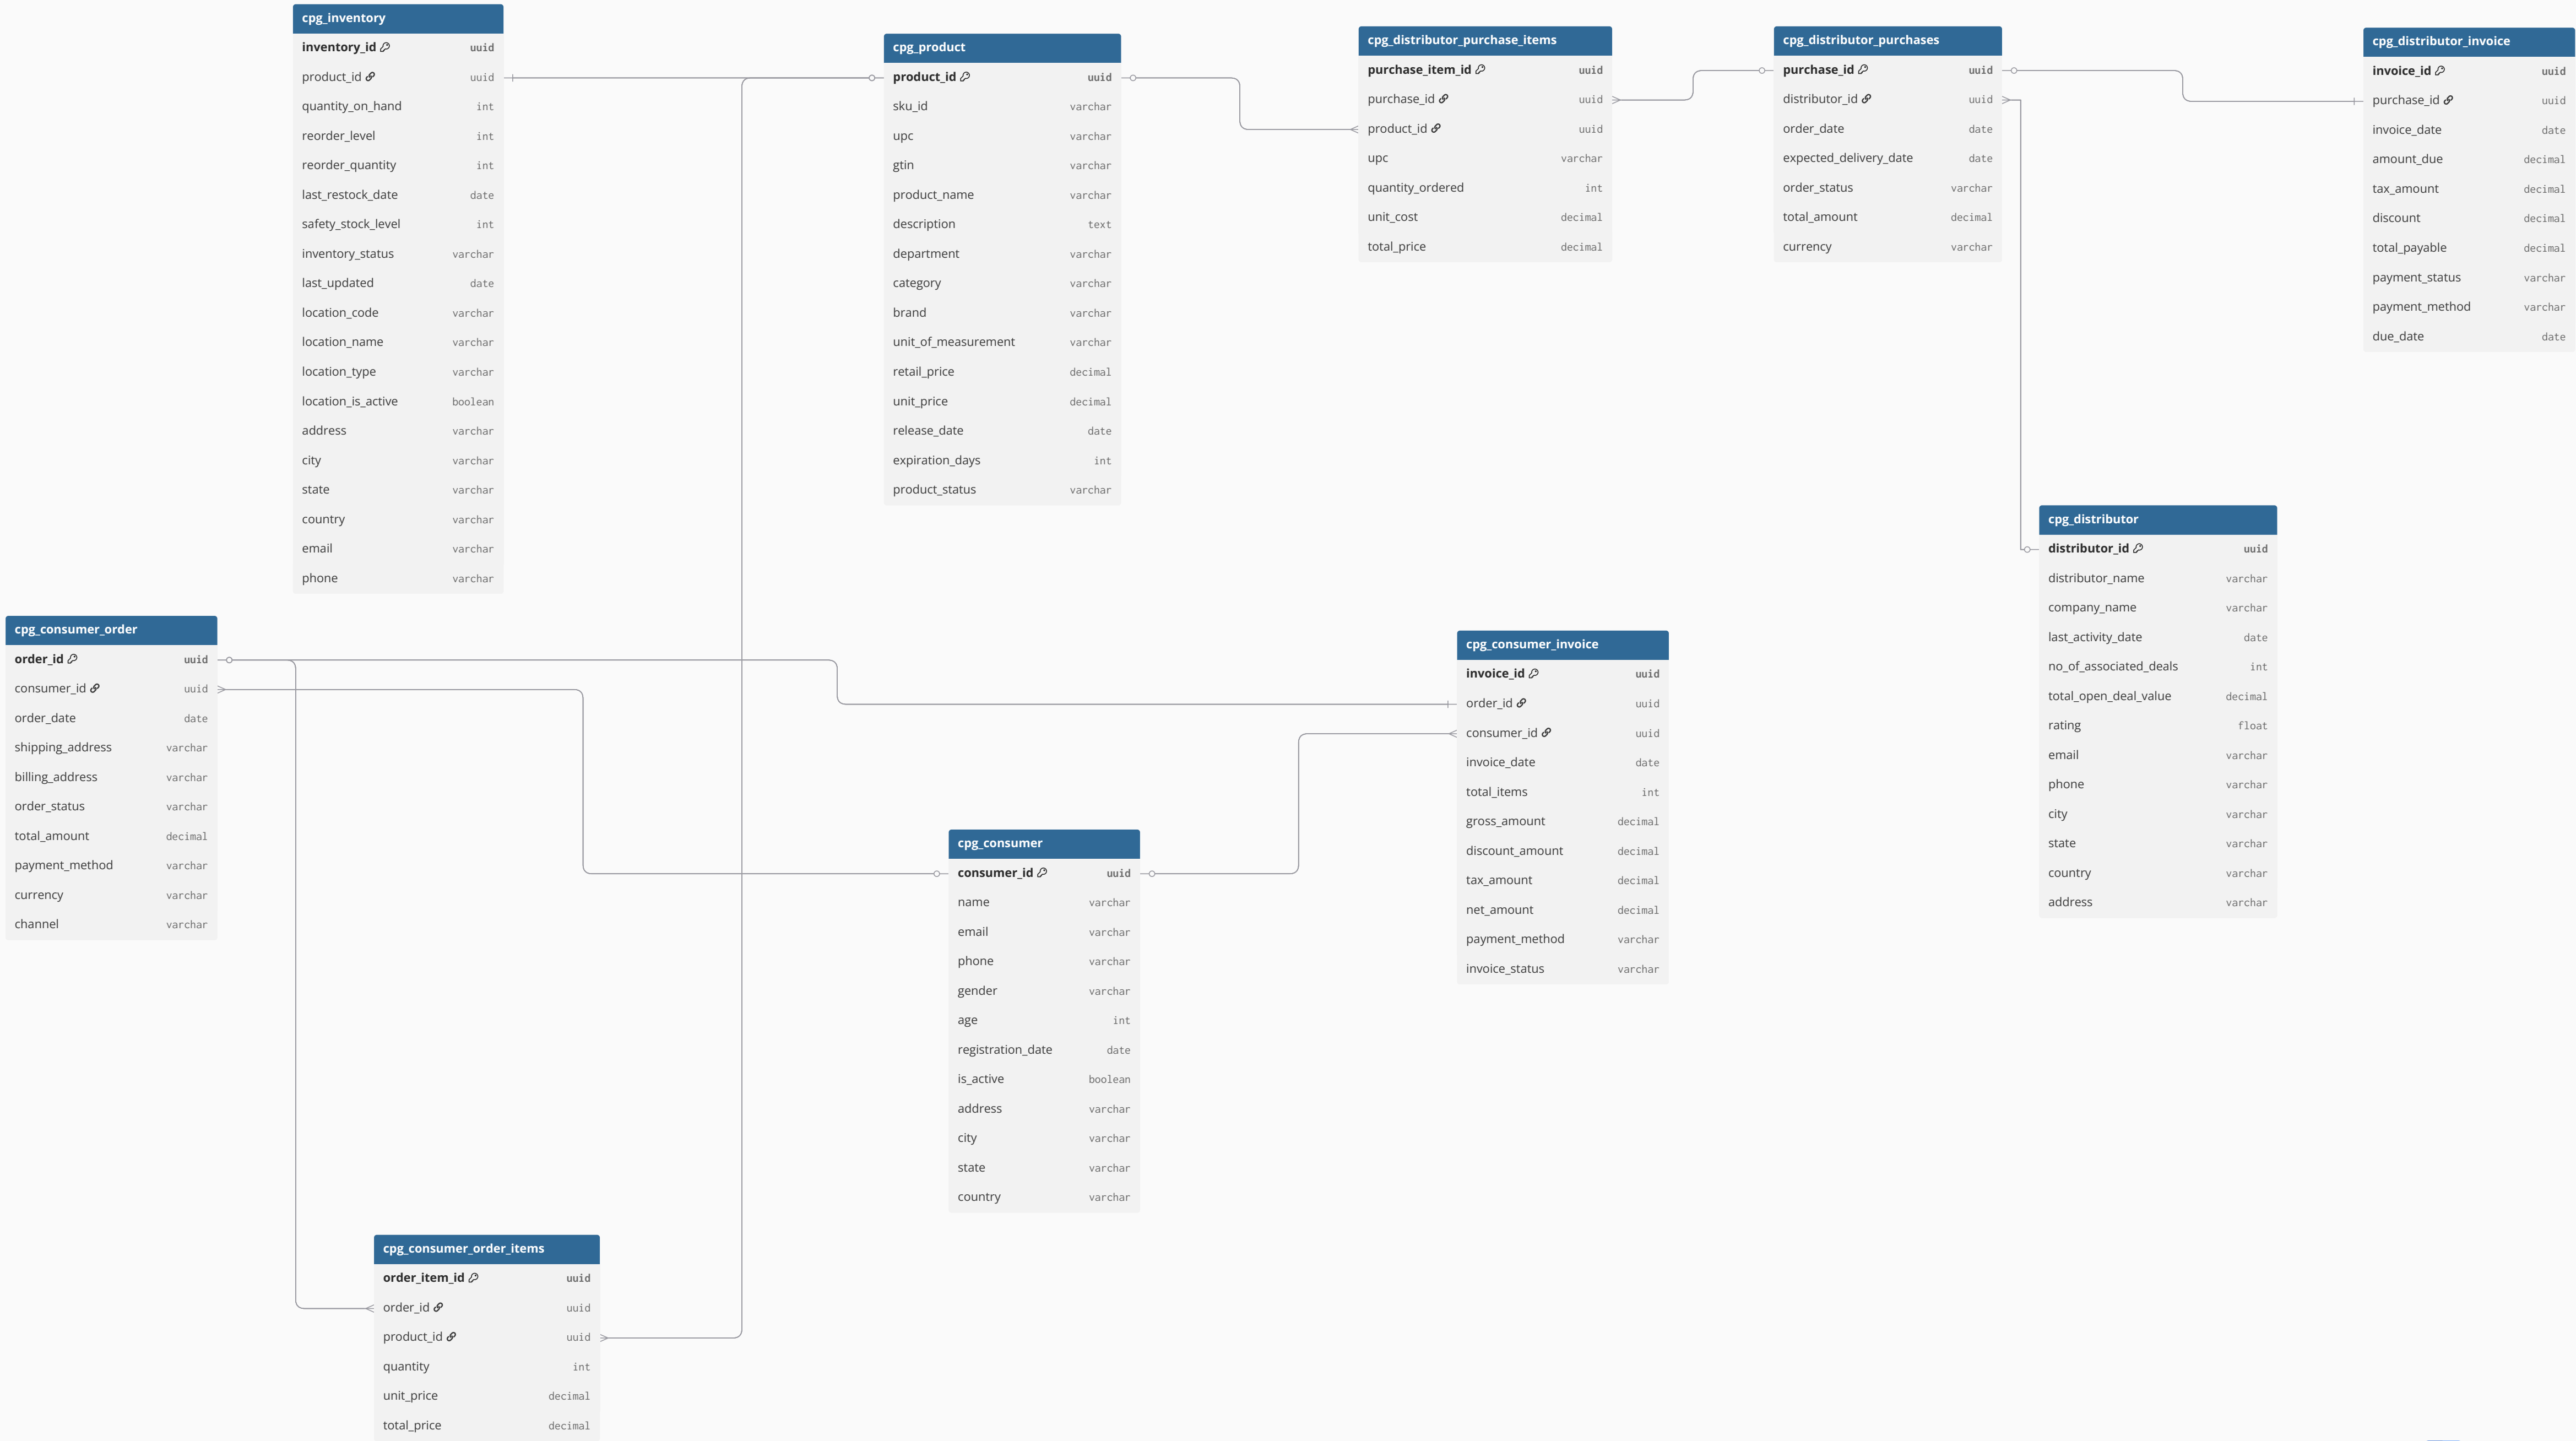 cpg_inventory
inventory_id uuid
product_id uuid
quantity_on_hand int
reorder_level int
reorder_quantity int
last_restock_date date
safety_stock_level int
inventory_status varchar
last_updated date
location_code varchar
location_name varchar
location_type varchar
location_is_active boolean
address varchar
city varchar
state varchar
country varchar
email varchar
phone varchar
cpg_product
product_id uuid
sku_id varchar
upc varchar
gtin varchar
product_name varchar
description text
department varchar
category varchar
brand varchar
unit_of_measurement varchar
retail_price decimal
unit_price decimal
release_date date
expiration_days int
product_status varchar
cpg_distributor_purchase_items
purchase_item_id uuid
purchase_id uuid
product_id uuid
upc varchar
quantity_ordered int
unit_cost decimal
total_price decimal
cpg_distributor_purchases
purchase_id uuid
distributor_id uuid
order_date date
expected_delivery_date date
order_status varchar
total_amount decimal
currency varchar
cpg_distributor_invoice
invoice_id uuid
purchase_id uuid
invoice_date date
amount_due decimal
tax_amount decimal
discount decimal
total_payable decimal
payment_status varchar
payment_method varchar
due_date date
cpg_distributor
distributor_id uuid
distributor_name varchar
company_name varchar
last_activity_date date
no_of_associated_deals int
total_open_deal_value decimal
rating float
email varchar
phone varchar
city varchar
state varchar
country varchar
address varchar
cpg_consumer_order
order_id uuid
consumer_id uuid
order_date date
shipping_address varchar
billing_address varchar
order_status varchar
total_amount decimal
payment_method varchar
currency varchar
channel varchar
cpg_consumer_invoice
invoice_id uuid
order_id uuid
consumer_id uuid
invoice_date date
total_items int
gross_amount decimal
discount_amount decimal
tax_amount decimal
net_amount decimal
payment_method varchar
invoice_status varchar
cpg_consumer
consumer_id uuid
name varchar
email varchar
phone varchar
gender varchar
age int
registration_date date
is_active boolean
address varchar
city varchar
state varchar
country varchar
cpg_consumer_order_items
order_item_id uuid
order_id uuid
product_id uuid
quantity int
unit_price decimal
total_price decimal